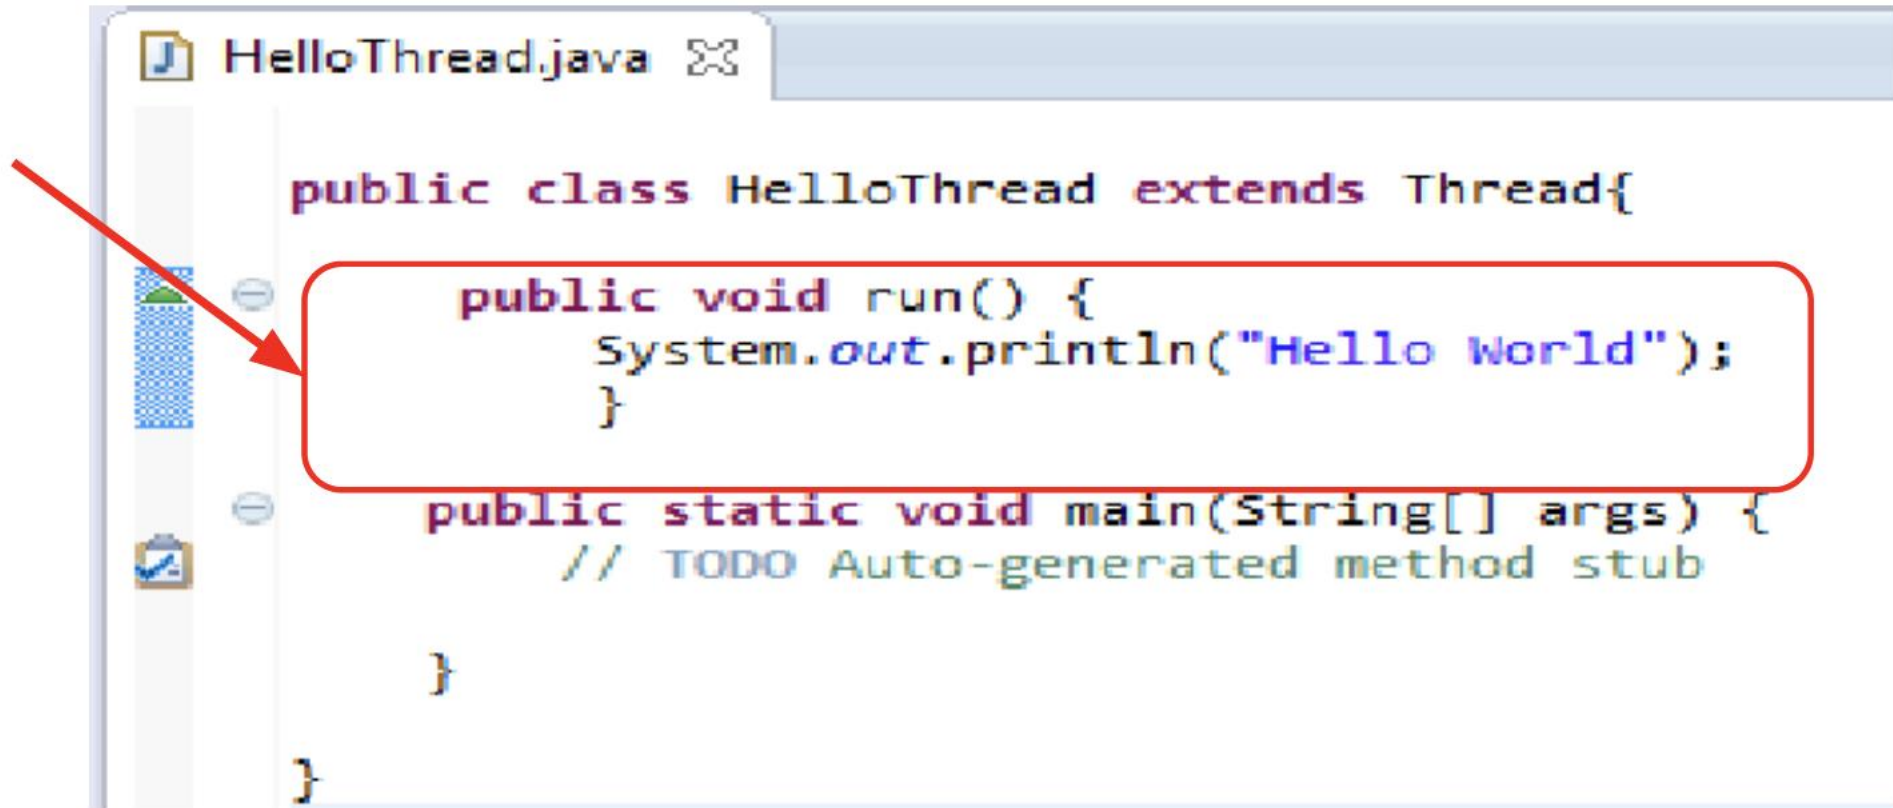 HelloThread.java
public class HelloThread extends Thread{
public void run() {
System.out.println("Hello World");
}
public static void main(String[] args) {
// TODO Auto-generated method stub
}
}